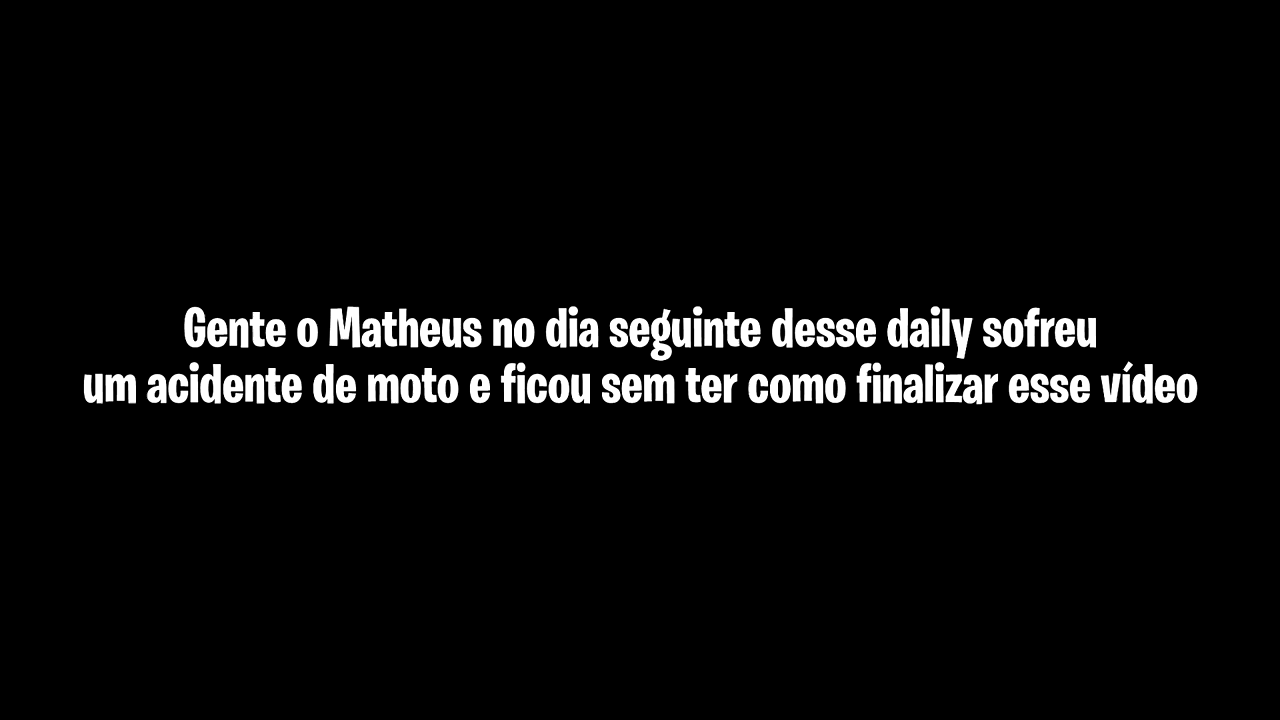 Gente o Matheus no dia seguinte desse daily sofreu
um acidente de moto e ficou sem ter como finalizar esse vídeo